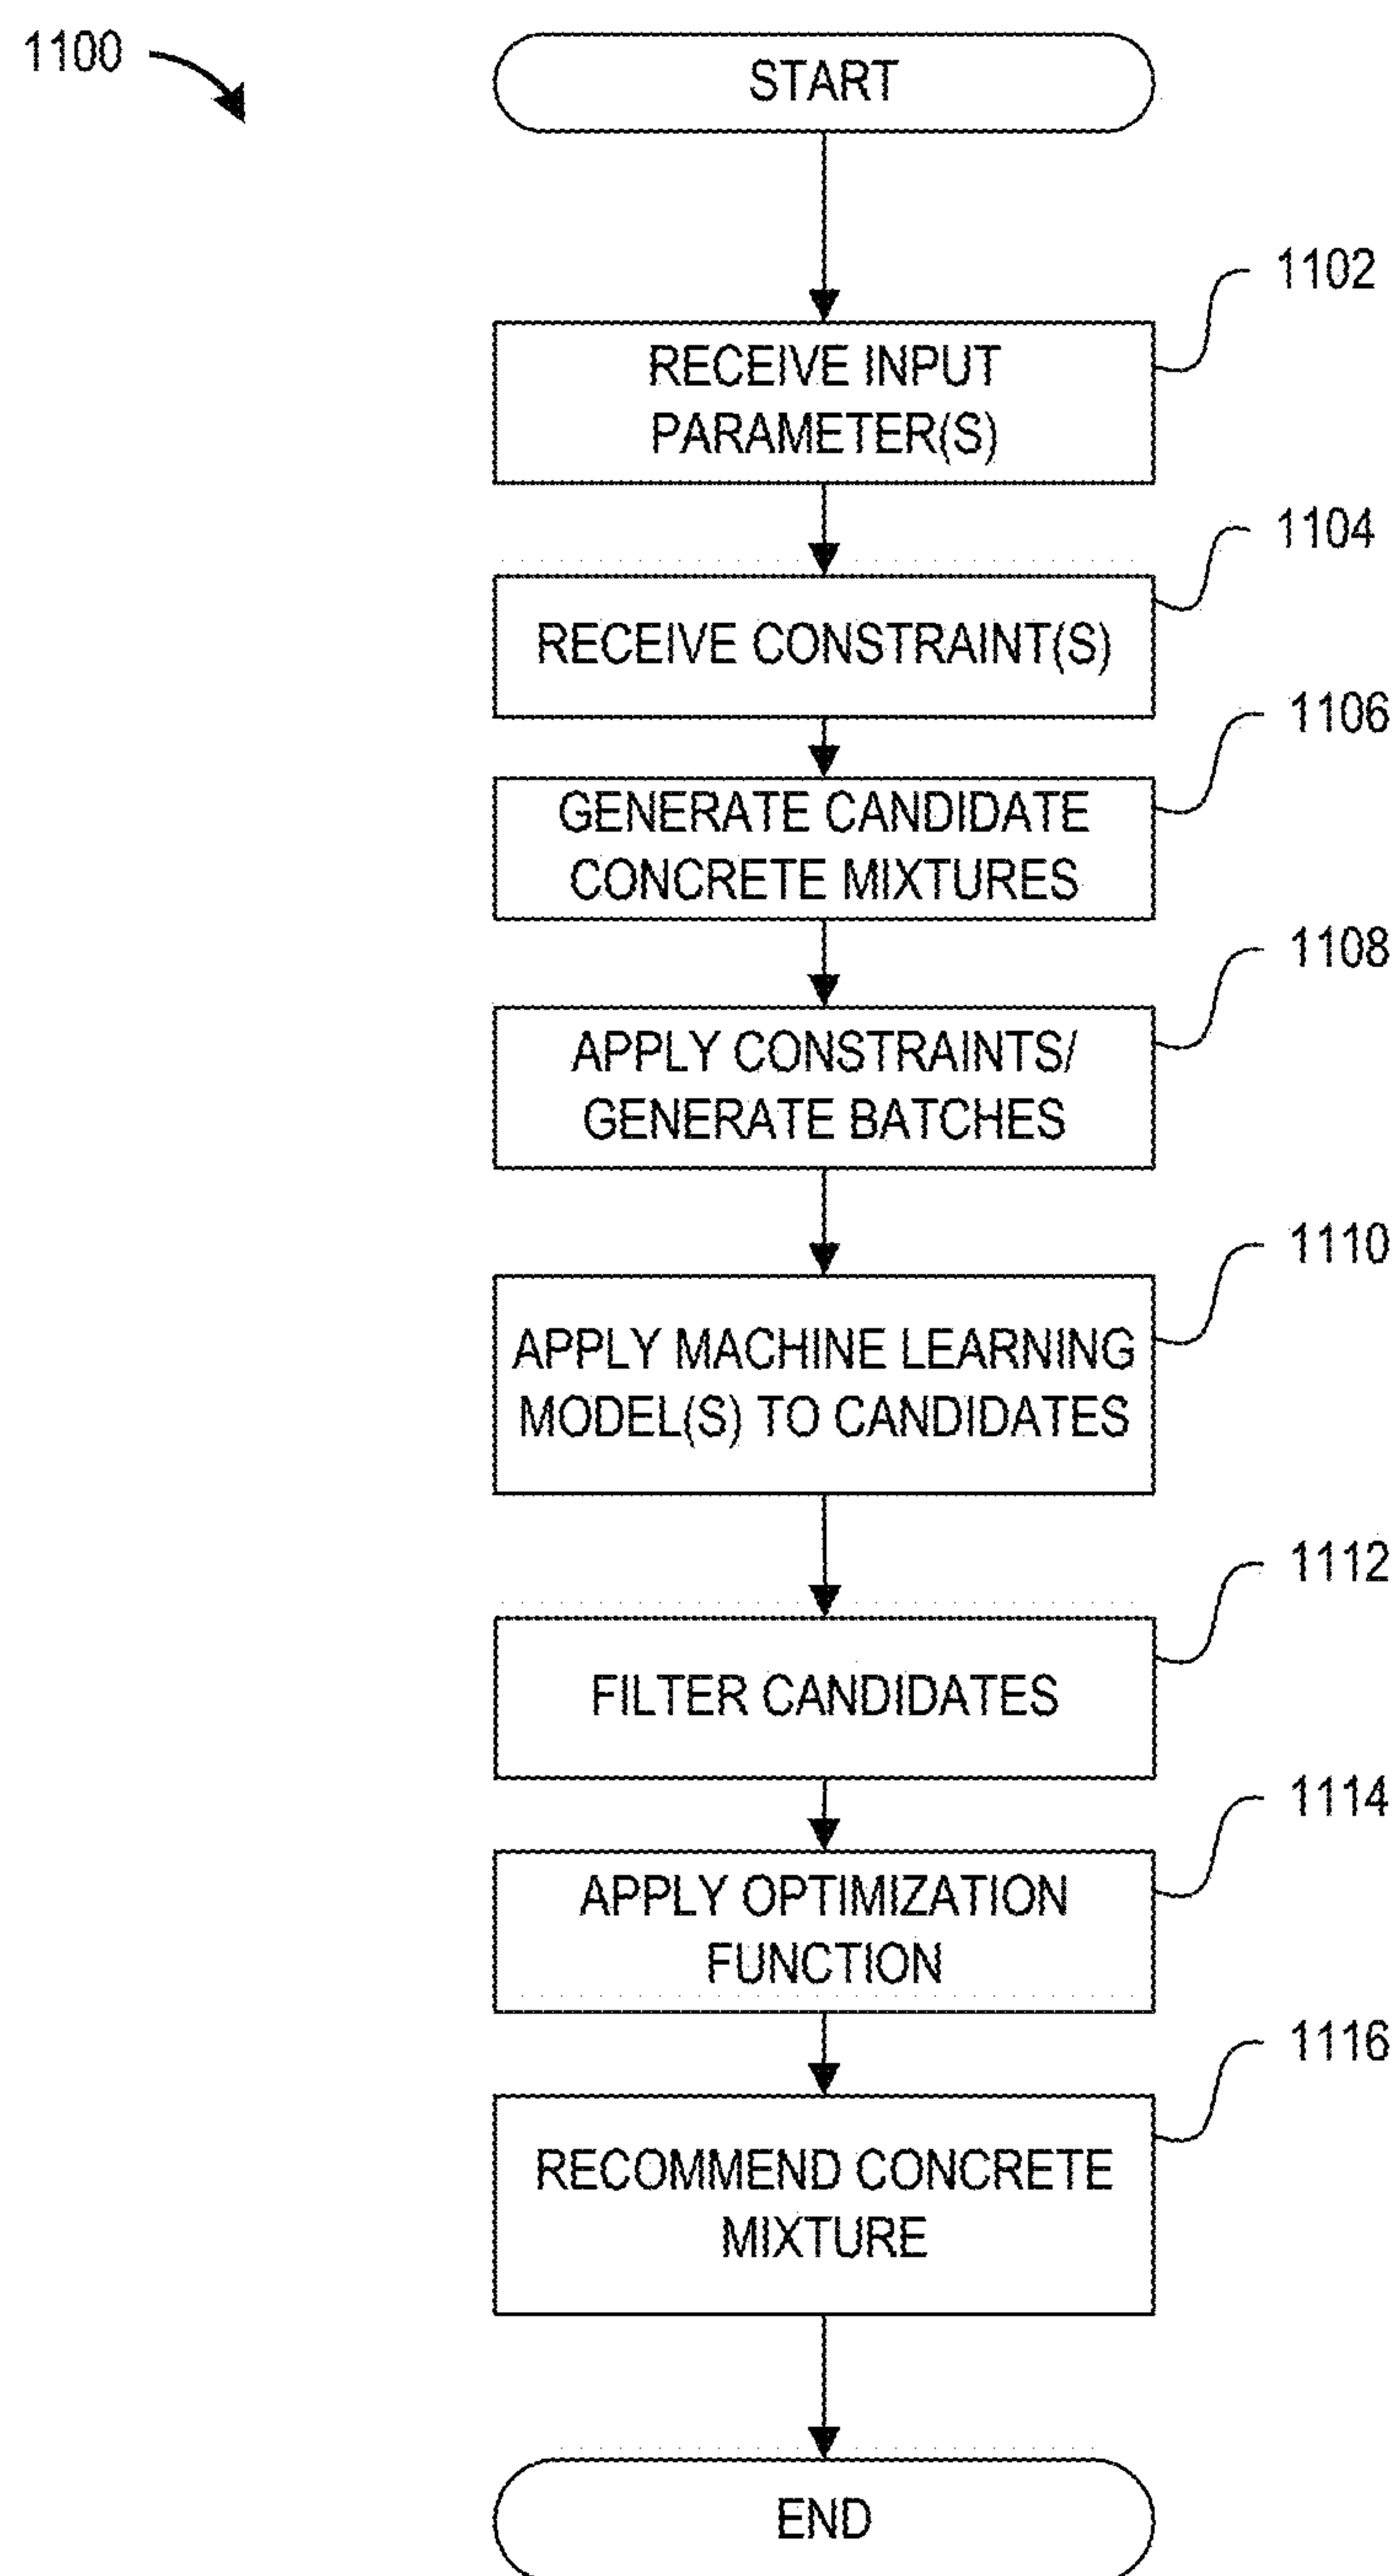 1100
START
1102
RECEIVE INPUT
PARAMETER(S)
1104
RECEIVE CONSTRAINT(S)
1106
GENERATE CANDIDATE
CONCRETE MIXTURES
1108
APPLY CONSTRAINTS/
GENERATE BATCHES
1110
APPLY MACHINE LEARNING
MODEL(S) TO CANDIDATES
1112
FILTER CANDIDATES
1114
APPLY OPTIMIZATION
FUNCTION
1116
RECOMMEND CONCRETE
MIXTURE
END